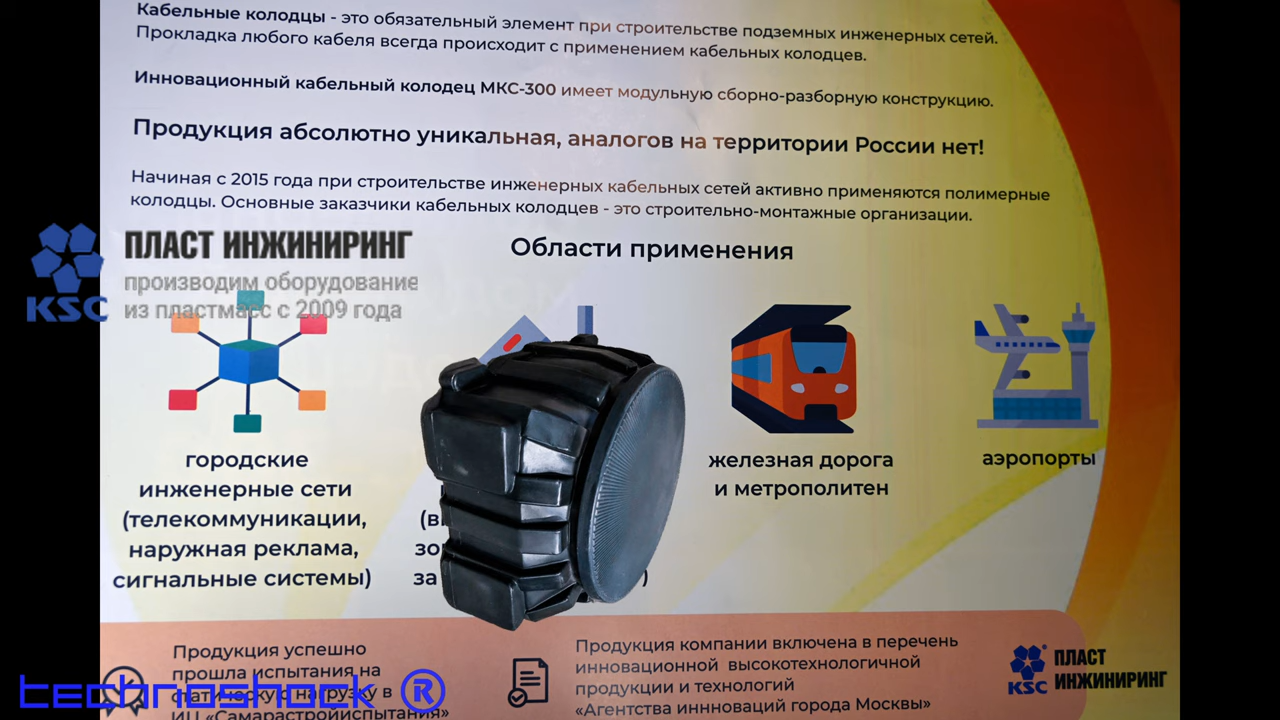 Кабельные колодцы - это обязательный элемент при строительстве подземных инженерных сетей.
Прокладка любого кабеля всегда происходит с применением кабельных колодцев.
Инновационный кабельный колодец МКС-300 имеет модульную сборно-разборную конструкцию.
Продукция абсолютно уникальная, аналогов на территории России нет!
Начиная с 2015 года при строительстве инженерных кабельных сетей активно применяются полимерные
колодцы. Основные заказчики кабельных колодцев - это строительно-монтажные организации.
KSC
ПЛАСТ ИНЖИНИРИНГ
производим оборудование
из пластмасс с 2009 года
Области применения
городские
инженерные сети
(телекоммуникации,
наружная реклама,
сигнальные системы)
железная дорога
и метрополитен
аэропорты
Продукция успешно
прошла испытания на
статическую нагрузку в
ИЦ «Самарастройиспытания»
Продукция компании включена в перечень
инновационной высокотехнологичной
продукции и технологий
«Агентства иннноваций города Москвы»
KSC
ПЛАСТ
ИНЖИНИРИНГ
technoshock ®